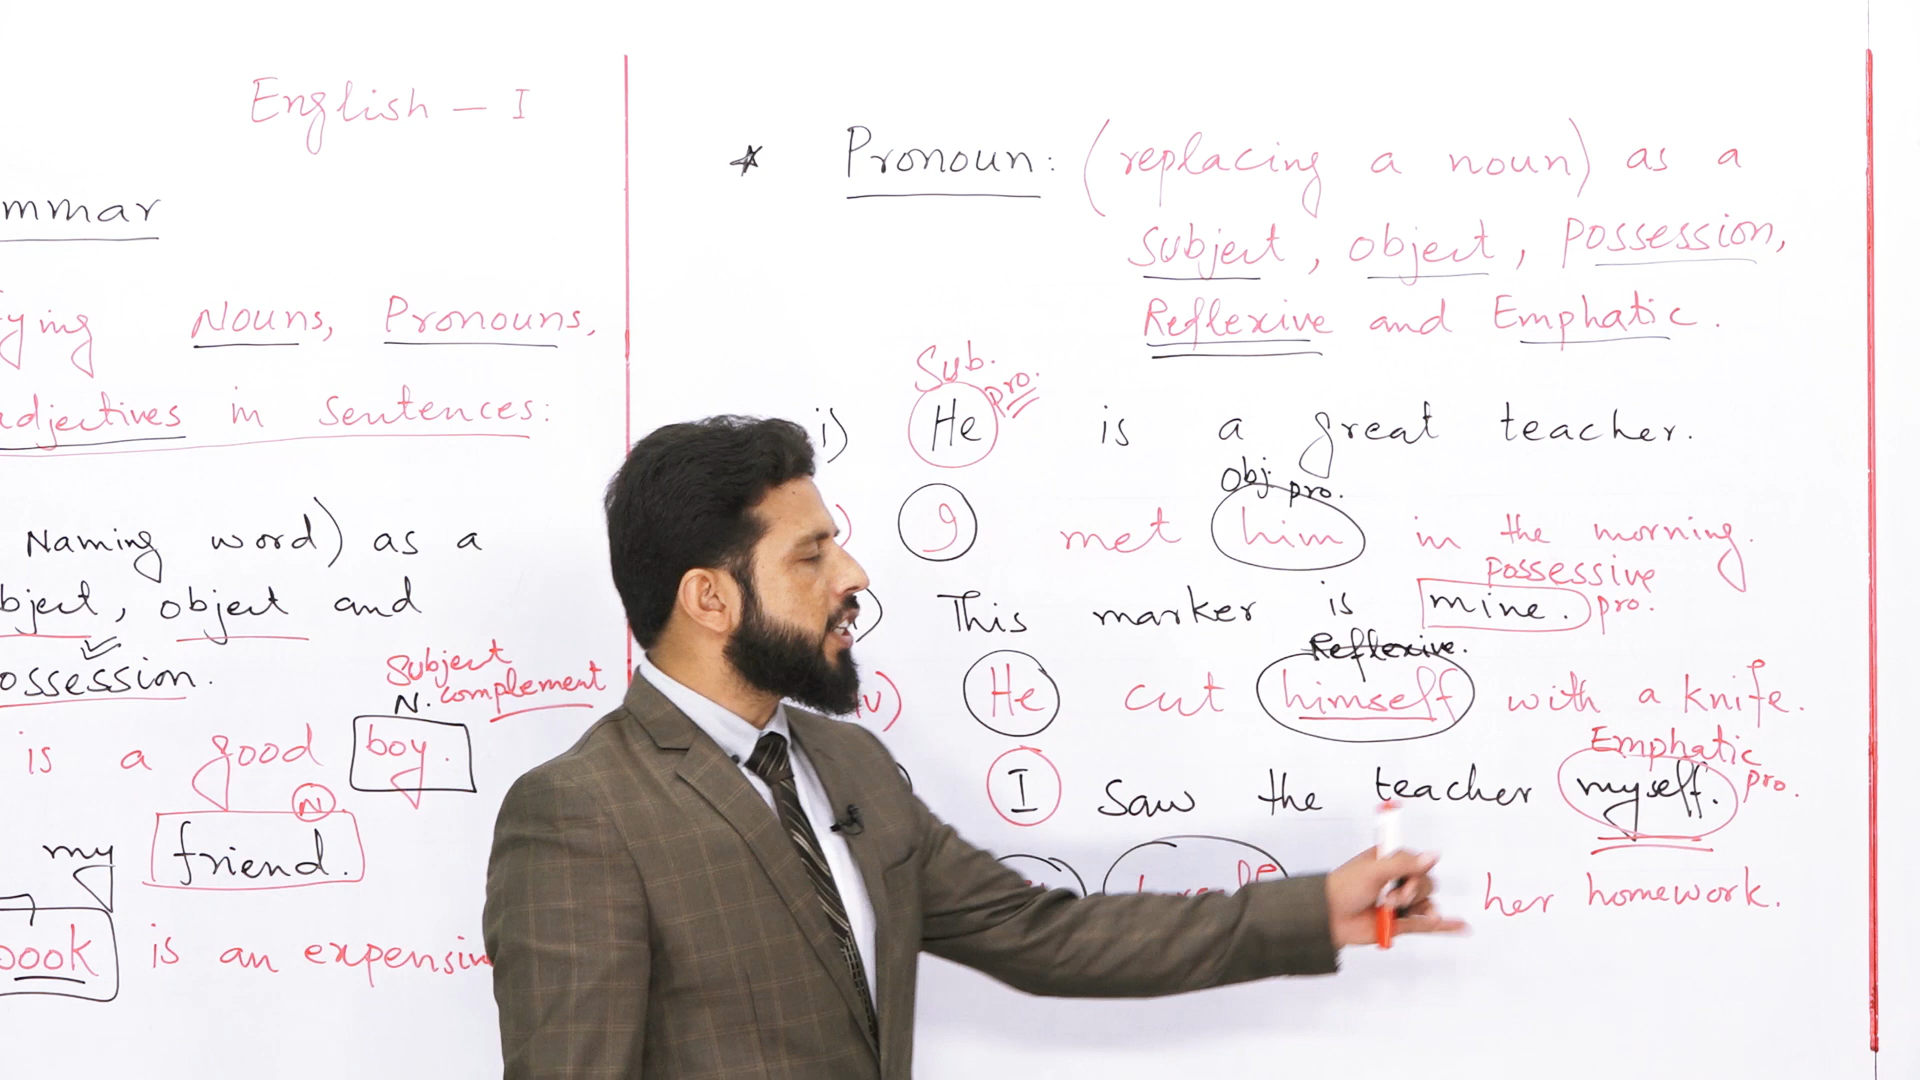 English – I
mmar
ying Nouns, Pronouns,
adjectives in sentences:
Naming word) as a
bject, object and
ossession.
Subject
N. complement
is a good boy.
N
my friend.
book is an expensiv
* Pronoun: (replacing a noun) as a
Subject, object, possession,
Reflexive and Emphatic.
Sub.
pro.
i) He is a great teacher.
Obj. pro.
) I met him in the morning.
possessive
) This marker is mine. pro.
Reflexive.
iv) He cut himself with a knife.
Emphatic
I saw the teacher myself. pro.
her homework.